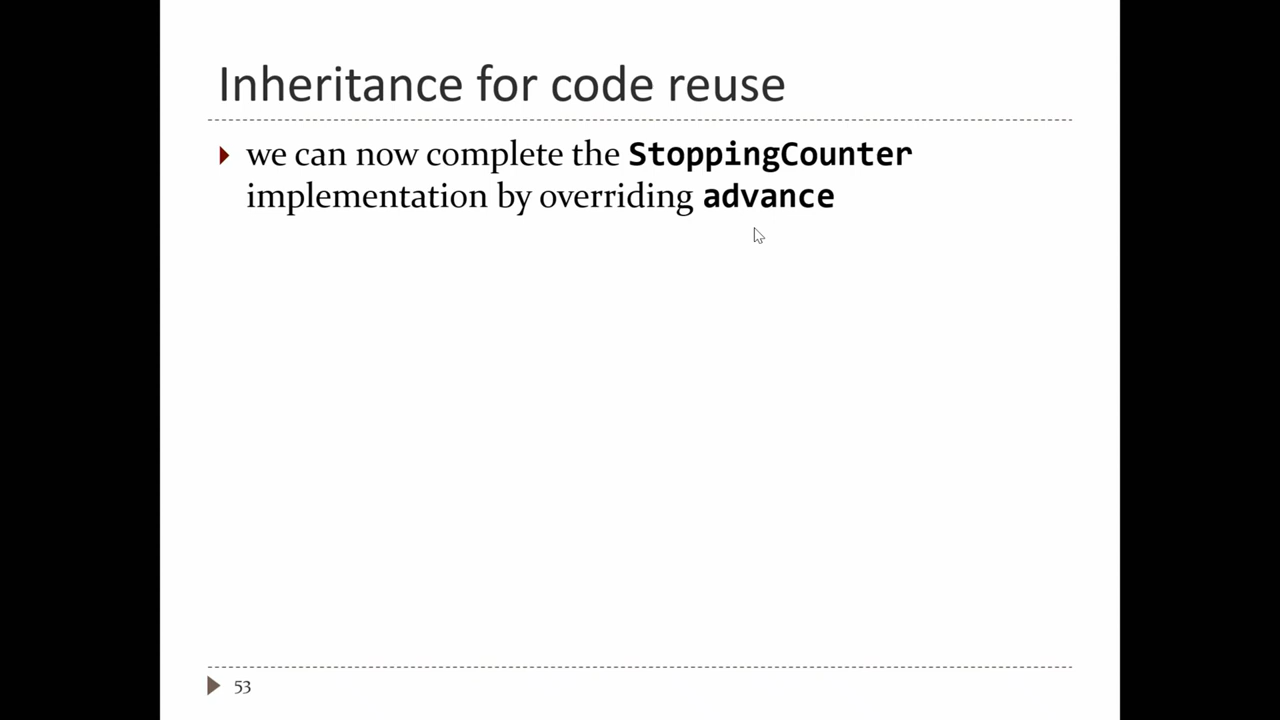 Inheritance for code reuse
we can now complete the StoppingCounter
implementation by overriding advance
53